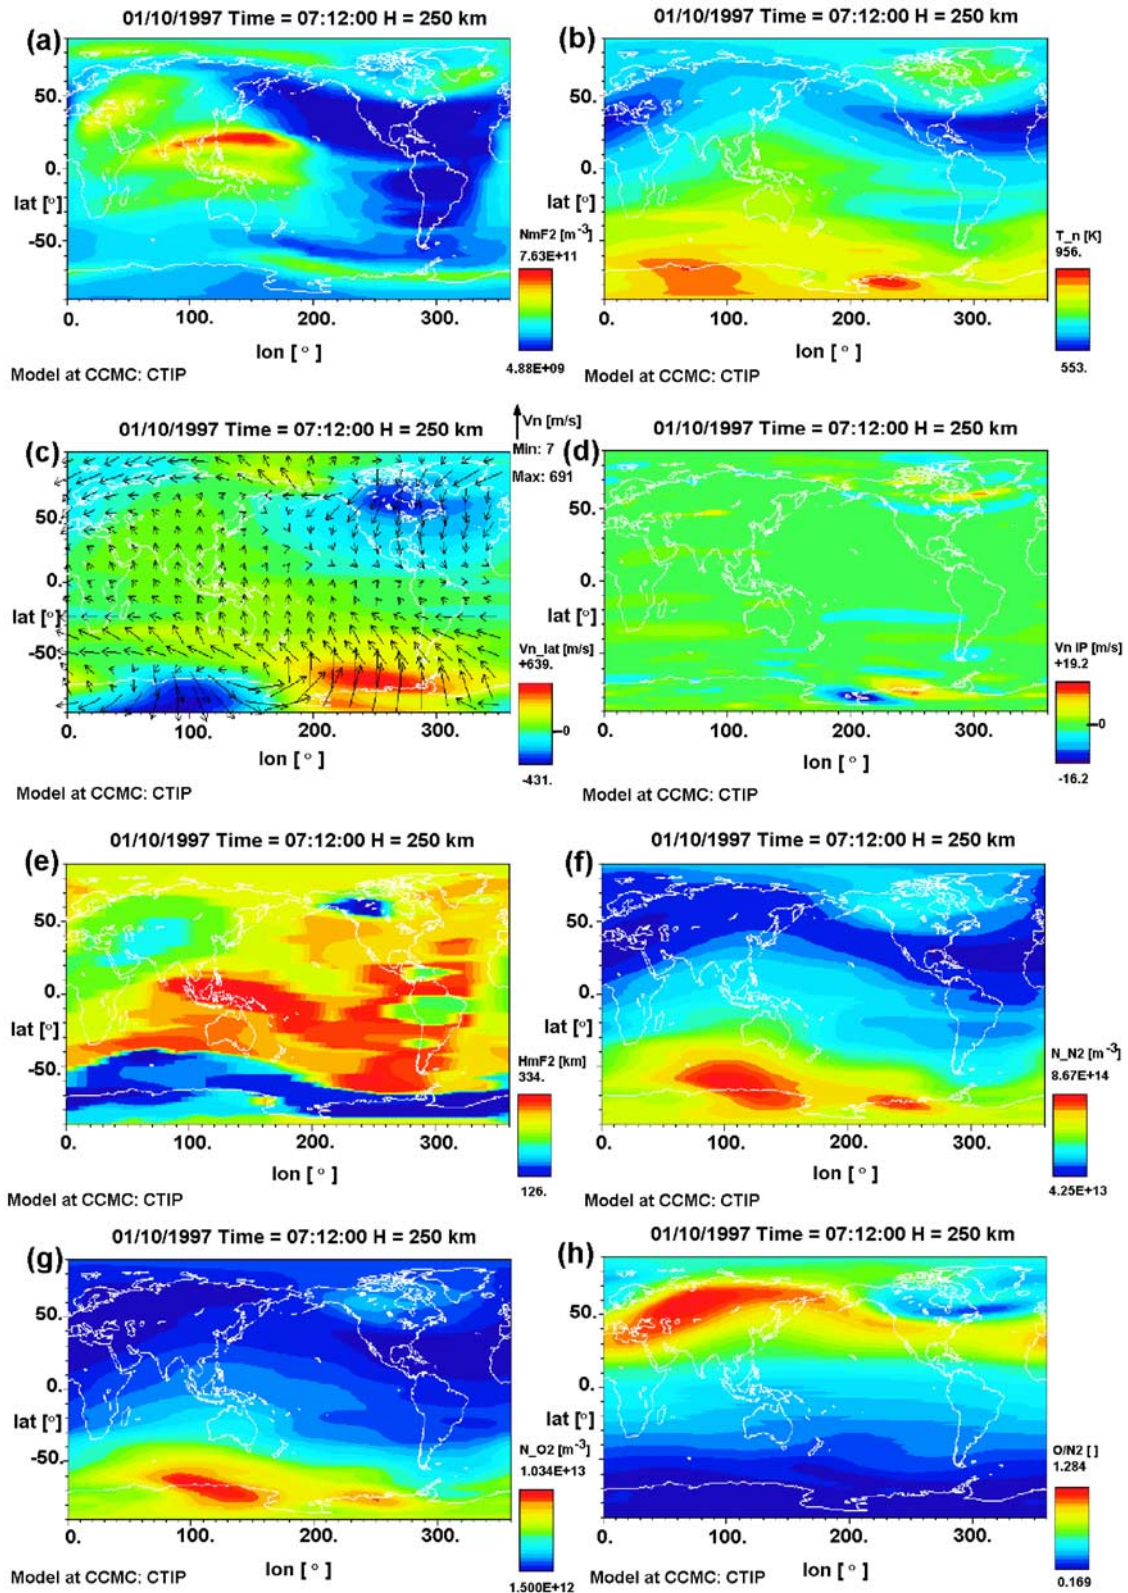 01/10/1997 Time = 07:12:00 H = 250 km
(a)
50.
0.
lat [°]
-50.
NmF2 [m-3]
7.63E+11
4.88E+09
0. 100. 200. 300.
lon [ ° ]
Model at CCMC: CTIP
01/10/1997 Time = 07:12:00 H = 250 km
(b)
50.
0.
lat [°]
-50.
T_n [K]
956.
553.
0. 100. 200. 300.
lon [ ° ]
Model at CCMC: CTIP
01/10/1997 Time = 07:12:00 H = 250 km
(c)
Vn [m/s]
Min: 7
Max: 691
50.
0.
lat [°]
-50.
Vn_lat [m/s]
+639.
0
-431.
0. 100. 200. 300.
lon [ ° ]
Model at CCMC: CTIP
01/10/1997 Time = 07:12:00 H = 250 km
(d)
50.
0.
lat [°]
-50.
Vn IP [m/s]
+19.2
0
-16.2
0. 100. 200. 300.
lon [ ° ]
Model at CCMC: CTIP
01/10/1997 Time = 07:12:00 H = 250 km
(e)
50.
0.
lat [°]
-50.
HmF2 [km]
334.
126.
0. 100. 200. 300.
lon [ ° ]
Model at CCMC: CTIP
01/10/1997 Time = 07:12:00 H = 250 km
(f)
50.
0.
lat [°]
-50.
N_N2 [m-3]
8.67E+14
4.25E+13
0. 100. 200. 300.
lon [ ° ]
Model at CCMC: CTIP
01/10/1997 Time = 07:12:00 H = 250 km
(g)
50.
0.
lat [°]
-50.
N_O2 [m-3]
1.034E+13
1.500E+12
0. 100. 200. 300.
lon [ ° ]
Model at CCMC: CTIP
01/10/1997 Time = 07:12:00 H = 250 km
(h)
50.
0.
lat [°]
-50.
O/N2 [ ]
1.284
0.169
0. 100. 200. 300.
lon [ ° ]
Model at CCMC: CTIP